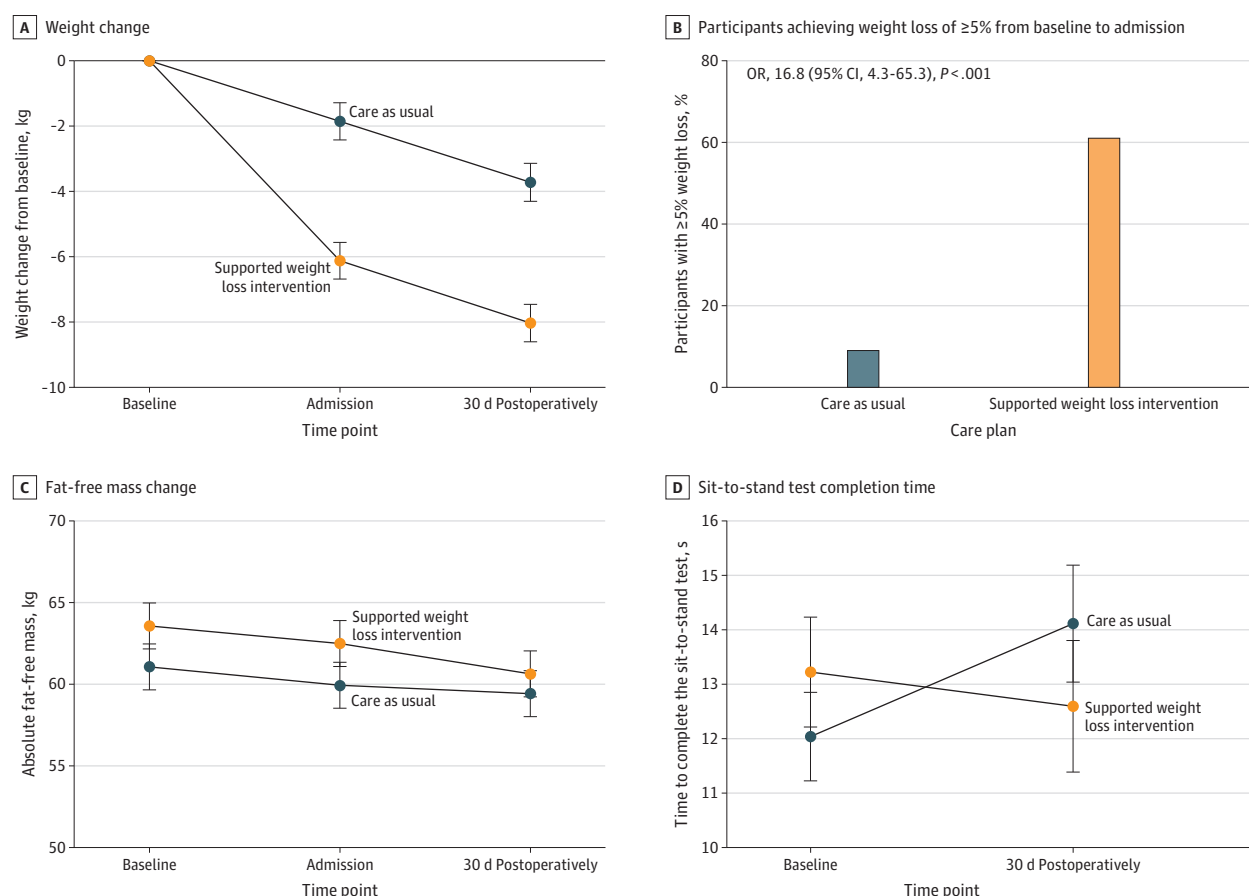 A Weight change
0
-2
-4
-6
-8
-10
Weight change from baseline, kg
Care as usual
Supported weight
loss intervention
Baseline
Admission
30 d Postoperatively
Time point
B Participants achieving weight loss of ≥5% from baseline to admission
80
60
40
20
0
Participants with ≥5% weight loss, %
OR, 16.8 (95% CI, 4.3-65.3), P < .001
Care as usual
Supported weight loss intervention
Care plan
C Fat-free mass change
70
65
60
55
50
Absolute fat-free mass, kg
Supported weight
loss intervention
Care as usual
Baseline
Admission
30 d Postoperatively
Time point
D Sit-to-stand test completion time
16
15
14
13
12
11
10
Time to complete the sit-to-stand test, s
Care as usual
Supported weight
loss intervention
Baseline
30 d Postoperatively
Time point